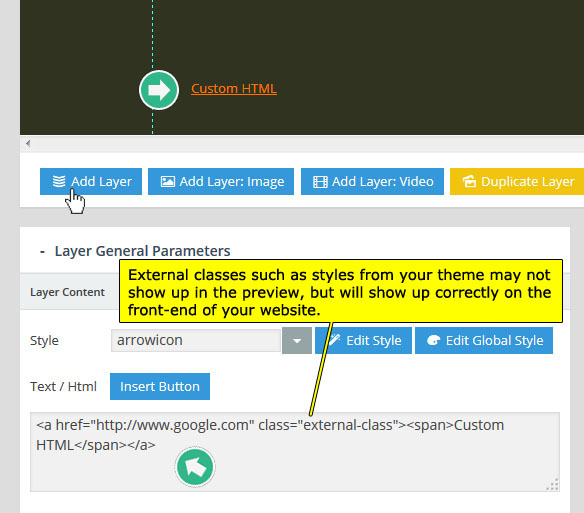 Custom HTML
Add Layer
Add Layer: Image
Add Layer: Video
Duplicate Layer
- Layer General Parameters
External classes such as styles from your theme may not
show up in the preview, but will show up correctly on the
front-end of your website.
Layer Content
Style
arrowicon
Edit Style
Edit Global Style
Text / Html
Insert Button
<a href="http://www.google.com" class="external-class"><span>Custom
HTML</span></a>